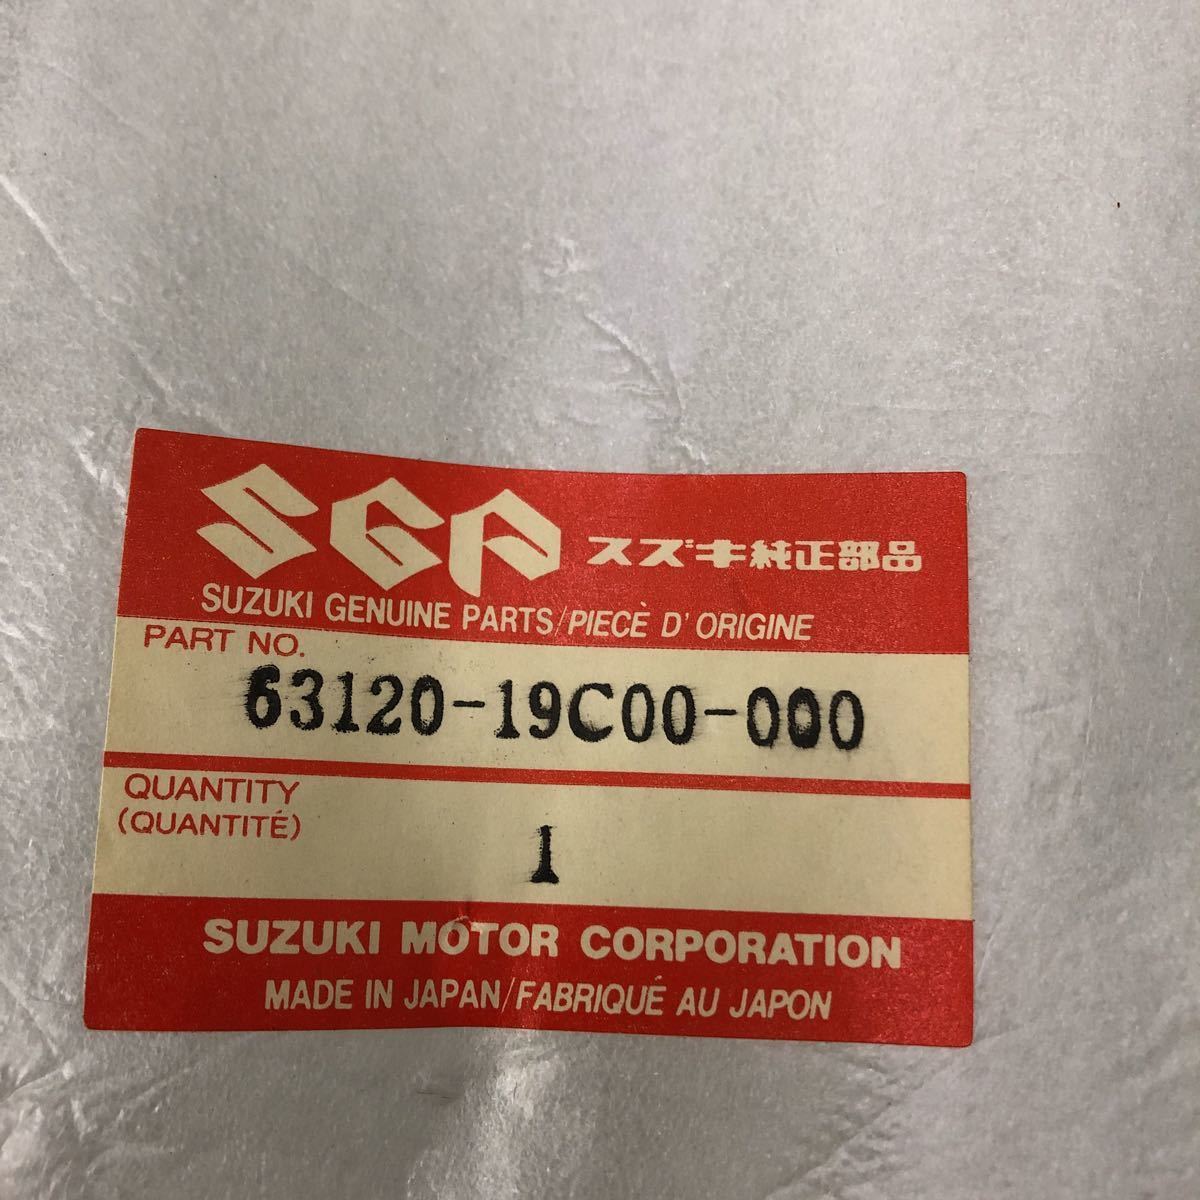 SGP スズキ純正部品
SUZUKI GENUINE PARTS/PIECÈ D'ORIGINE
PART NO.
63120-19C00-000
QUANTITY
(QUANTITÉ)
1
SUZUKI MOTOR CORPORATION
MADE IN JAPAN/FABRIQUÉ AU JAPON